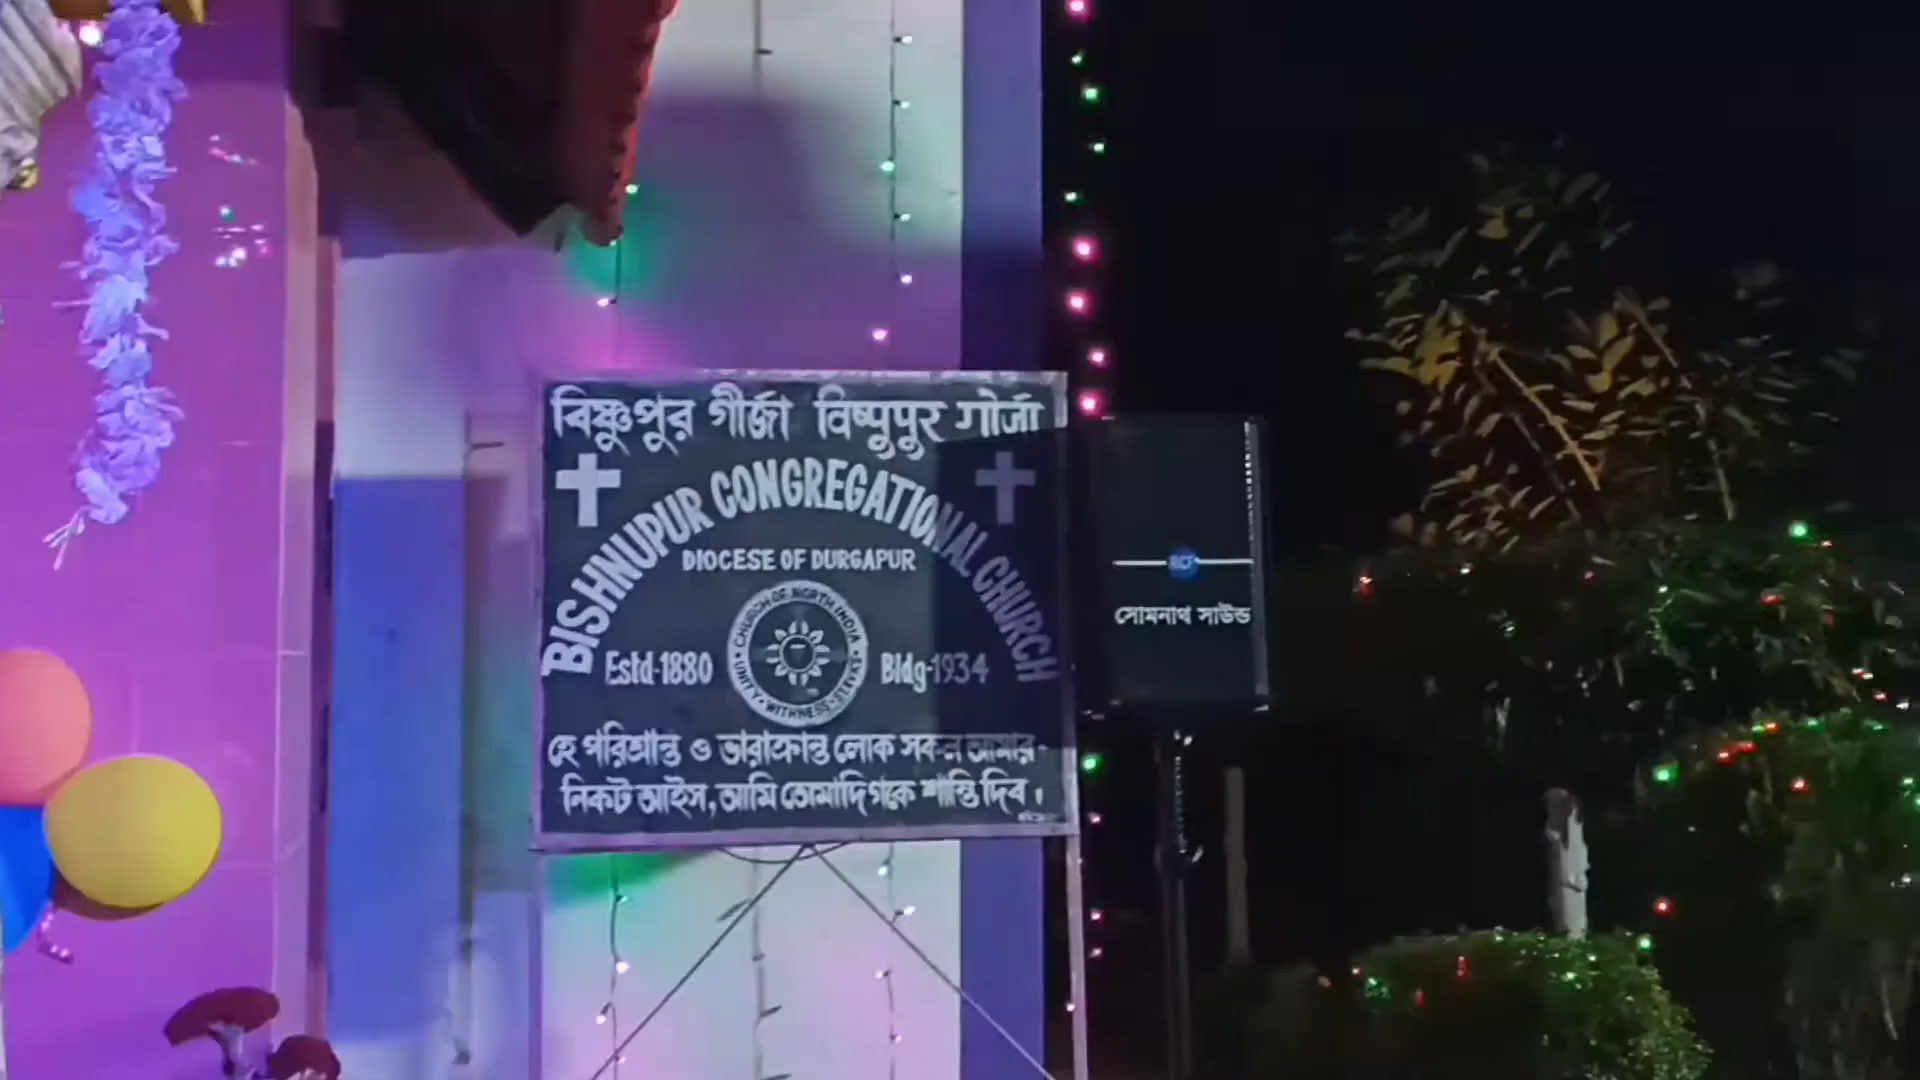 বিষ্ণুপুর গীর্জা विष्णुपुर गीर्जा
BISHNUPUR CONGREGATIONAL CHURCH
DIOCESE OF DURGAPUR
CHURCH OF NORTH INDIA
UNITY · WITNESS ·
Estd-1880
Bldg-1934
হে পরিশ্রান্ত ও ভারাক্রান্ত লোক সকল আমার-
নিকট আইস, আমি তোমাদিগকে শান্তি দিব।
RCF
সোমনাথ সাউন্ড